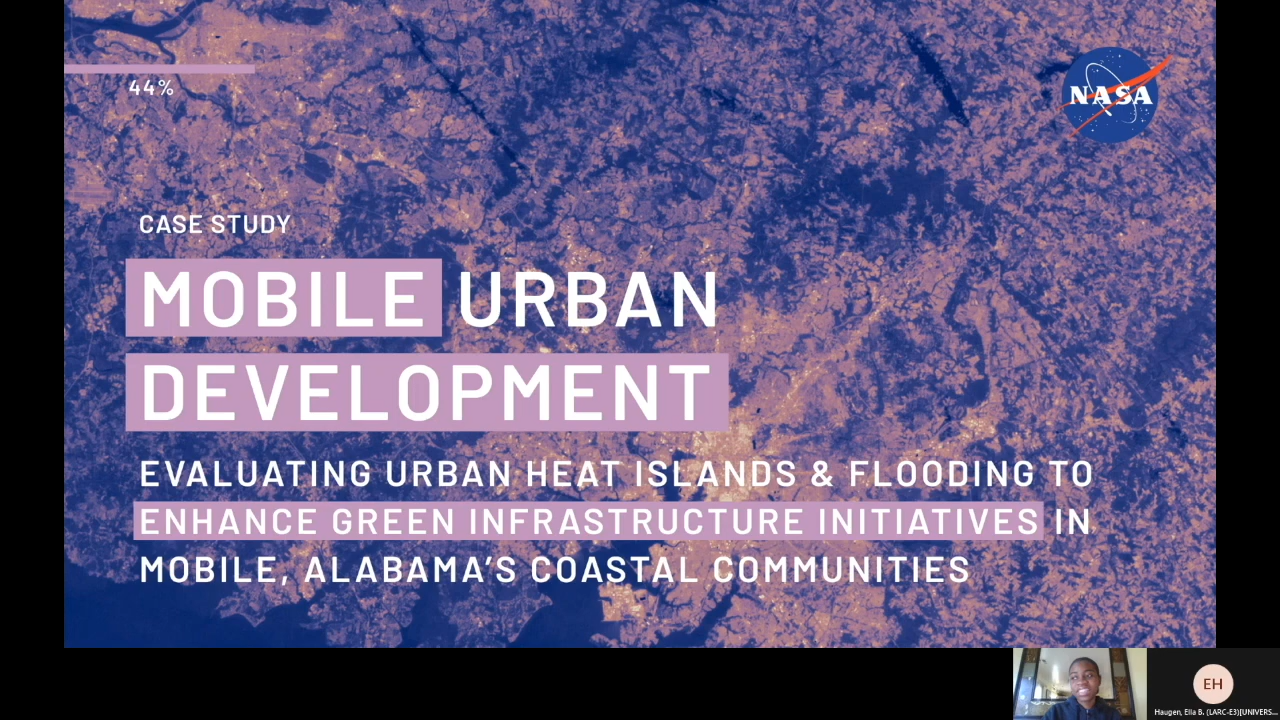 44%
NASA
CASE STUDY
MOBILE URBAN
DEVELOPMENT
EVALUATING URBAN HEAT ISLANDS & FLOODING TO
ENHANCE GREEN INFRASTRUCTURE INITIATIVES IN
MOBILE, ALABAMA'S COASTAL COMMUNITIES
EH
Haugen, Ella B. (LARC-E3)[UNIVERS...